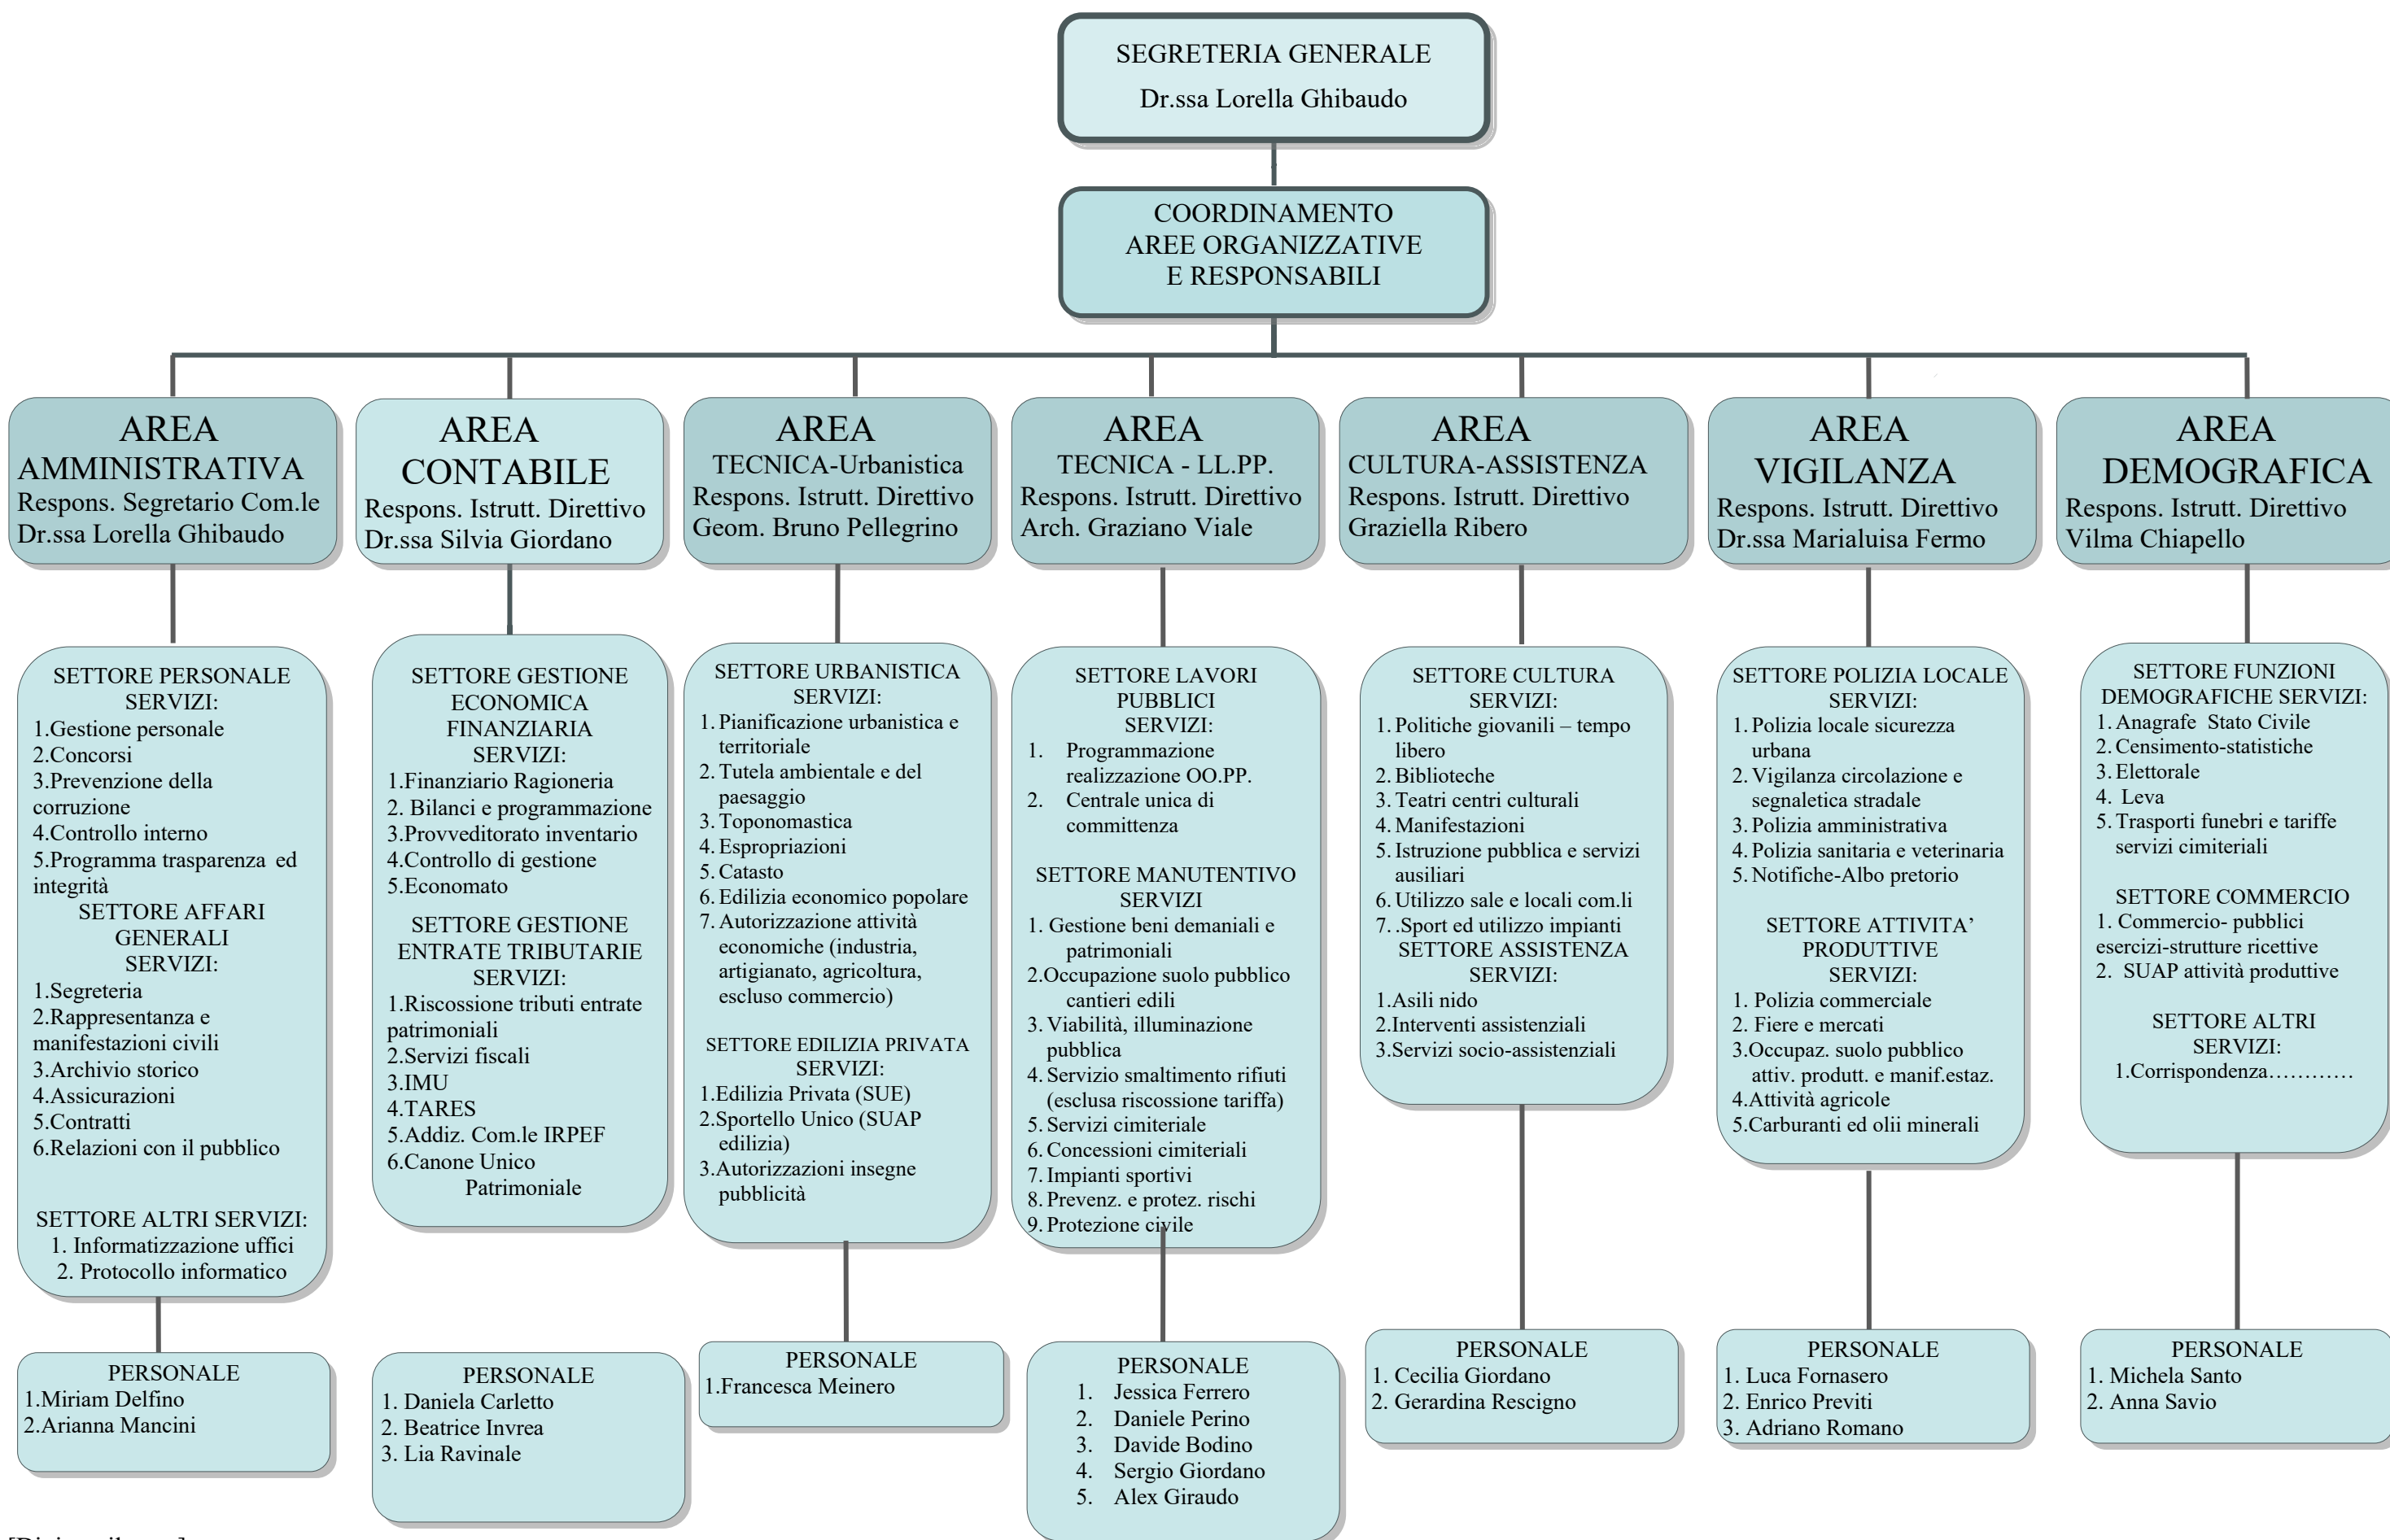 SEGRETERIA GENERALE
Dr.ssa Lorella Ghibaudo
COORDINAMENTO
AREE ORGANIZZATIVE
E RESPONSABILI
AREA
AMMINISTRATIVA
Respons. Segretario Com.le
Dr.ssa Lorella Ghibaudo
AREA
CONTABILE
Respons. Istrutt. Direttivo
Dr.ssa Silvia Giordano
AREA
TECNICA-Urbanistica
Respons. Istrutt. Direttivo
Geom. Bruno Pellegrino
AREA
TECNICA - LL.PP.
Respons. Istrutt. Direttivo
Arch. Graziano Viale
AREA
CULTURA-ASSISTENZA
Respons. Istrutt. Direttivo
Graziella Ribero
AREA
VIGILANZA
Respons. Istrutt. Direttivo
Dr.ssa Marialuisa Fermo
AREA
DEMOGRAFICA
Respons. Istrutt. Direttivo
Vilma Chiapello
SETTORE PERSONALE
SERVIZI:
1.Gestione personale
2.Concorsi
3.Prevenzione della
corruzione
4.Controllo interno
5.Programma trasparenza ed
integrità
SETTORE AFFARI
GENERALI
SERVIZI:
1.Segreteria
2.Rappresentanza e
manifestazioni civili
3.Archivio storico
4.Assicurazioni
5.Contratti
6.Relazioni con il pubblico
SETTORE ALTRI SERVIZI:
1. Informatizzazione uffici
2. Protocollo informatico
SETTORE GESTIONE
ECONOMICA
FINANZIARIA
SERVIZI:
1.Finanziario Ragioneria
2. Bilanci e programmazione
3.Provveditorato inventario
4.Controllo di gestione
5.Economato
SETTORE GESTIONE
ENTRATE TRIBUTARIE
SERVIZI:
1.Riscossione tributi entrate
patrimoniali
2.Servizi fiscali
3.IMU
4.TARES
5.Addiz. Com.le IRPEF
6.Canone Unico
Patrimoniale
SETTORE URBANISTICA
SERVIZI:
1. Pianificazione urbanistica e
territoriale
2. Tutela ambientale e del
paesaggio
3. Toponomastica
4. Espropriazioni
5. Catasto
6. Edilizia economico popolare
7. Autorizzazione attività
economiche (industria,
artigianato, agricoltura,
escluso commercio)
SETTORE EDILIZIA PRIVATA
SERVIZI:
1.Edilizia Privata (SUE)
2.Sportello Unico (SUAP
edilizia)
3.Autorizzazioni insegne
pubblicità
SETTORE LAVORI
PUBBLICI
SERVIZI:
1. Programmazione
realizzazione OO.PP.
2. Centrale unica di
committenza
SETTORE MANUTENTIVO
SERVIZI
1. Gestione beni demaniali e
patrimoniali
2.Occupazione suolo pubblico
cantieri edili
3. Viabilità, illuminazione
pubblica
4. Servizio smaltimento rifiuti
(esclusa riscossione tariffa)
5. Servizi cimiteriale
6. Concessioni cimiteriali
7. Impianti sportivi
8. Prevenz. e protez. rischi
9. Protezione civile
SETTORE CULTURA
SERVIZI:
1. Politiche giovanili – tempo
libero
2. Biblioteche
3. Teatri centri culturali
4. Manifestazioni
5. Istruzione pubblica e servizi
ausiliari
6. Utilizzo sale e locali com.li
7. .Sport ed utilizzo impianti
SETTORE ASSISTENZA
SERVIZI:
1.Asili nido
2.Interventi assistenziali
3.Servizi socio-assistenziali
SETTORE POLIZIA LOCALE
SERVIZI:
1. Polizia locale sicurezza
urbana
2. Vigilanza circolazione e
segnaletica stradale
3. Polizia amministrativa
4. Polizia sanitaria e veterinaria
5. Notifiche-Albo pretorio
SETTORE ATTIVITA’
PRODUTTIVE
SERVIZI:
1. Polizia commerciale
2. Fiere e mercati
3.Occupaz. suolo pubblico
attiv. produtt. e manif.estaz.
4.Attività agricole
5.Carburanti ed olii minerali
SETTORE FUNZIONI
DEMOGRAFICHE SERVIZI:
1. Anagrafe Stato Civile
2. Censimento-statistiche
3. Elettorale
4. Leva
5. Trasporti funebri e tariffe
servizi cimiteriali
SETTORE COMMERCIO
1. Commercio- pubblici
esercizi-strutture ricettive
2. SUAP attività produttive
SETTORE ALTRI
SERVIZI:
1.Corrispondenza…………
PERSONALE
1.Miriam Delfino
2.Arianna Mancini
PERSONALE
1. Daniela Carletto
2. Beatrice Invrea
3. Lia Ravinale
PERSONALE
1.Francesca Meinero
PERSONALE
1. Jessica Ferrero
2. Daniele Perino
3. Davide Bodino
4. Sergio Giordano
5. Alex Giraudo
PERSONALE
1. Cecilia Giordano
2. Gerardina Rescigno
PERSONALE
1. Luca Fornasero
2. Enrico Previti
3. Adriano Romano
PERSONALE
1. Michela Santo
2. Anna Savio